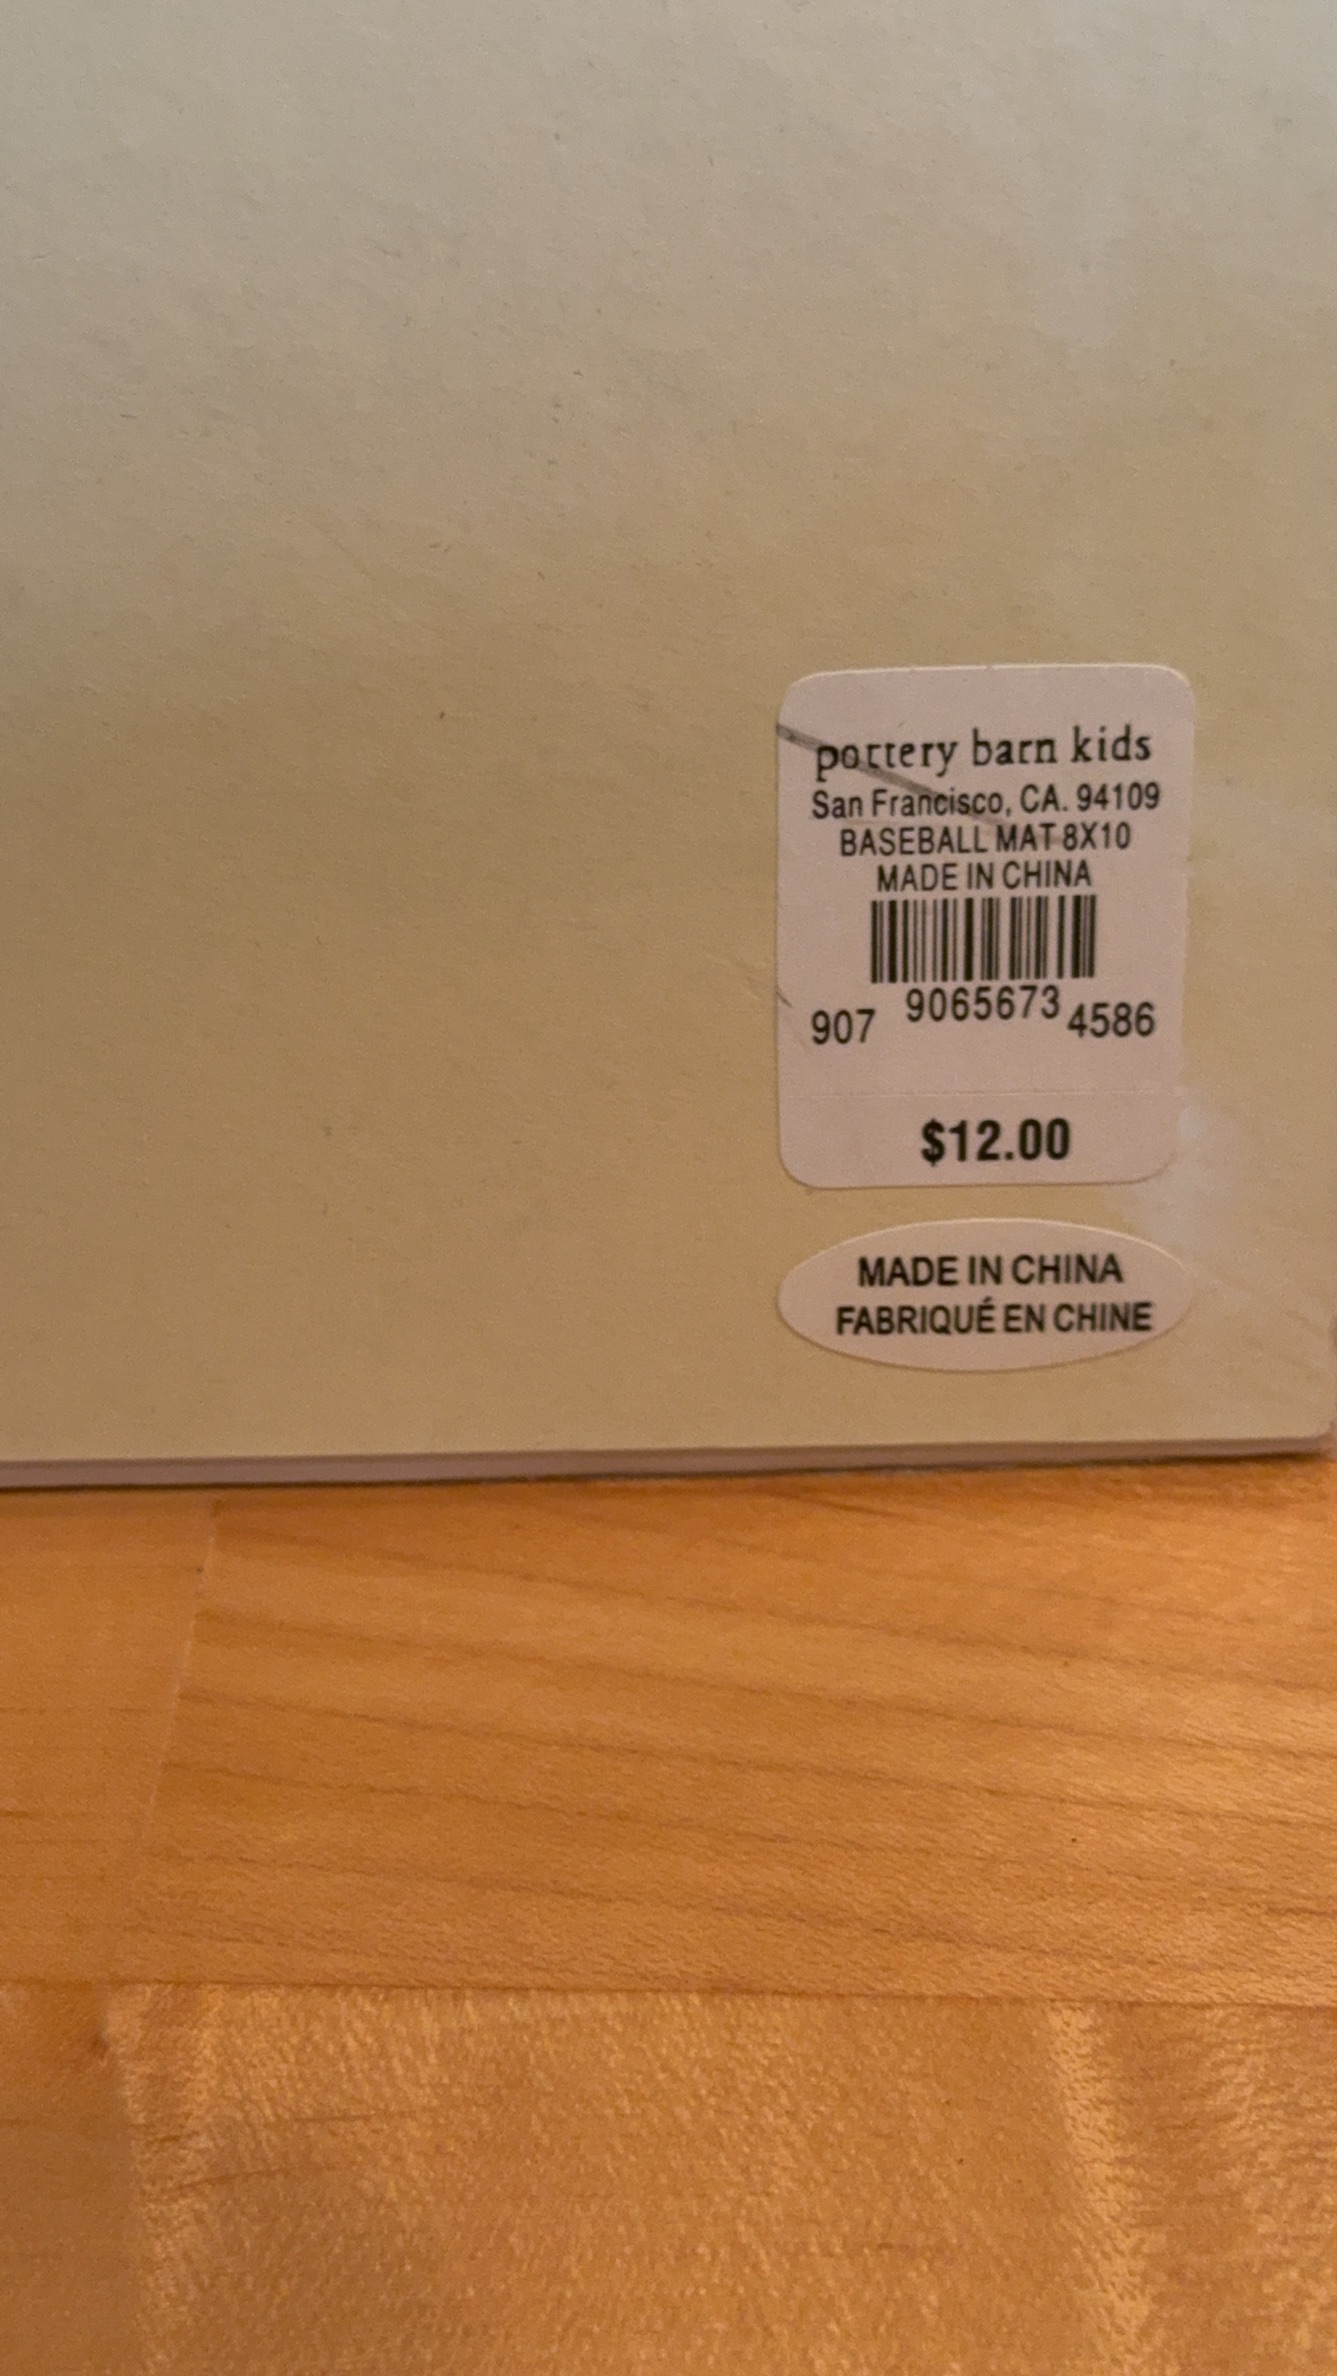 pottery barn kids
San Francisco, CA. 94109
BASEBALL MAT 8X10
MADE IN CHINA
907 9065673 4586
$12.00
MADE IN CHINA
FABRIQUÉ EN CHINE